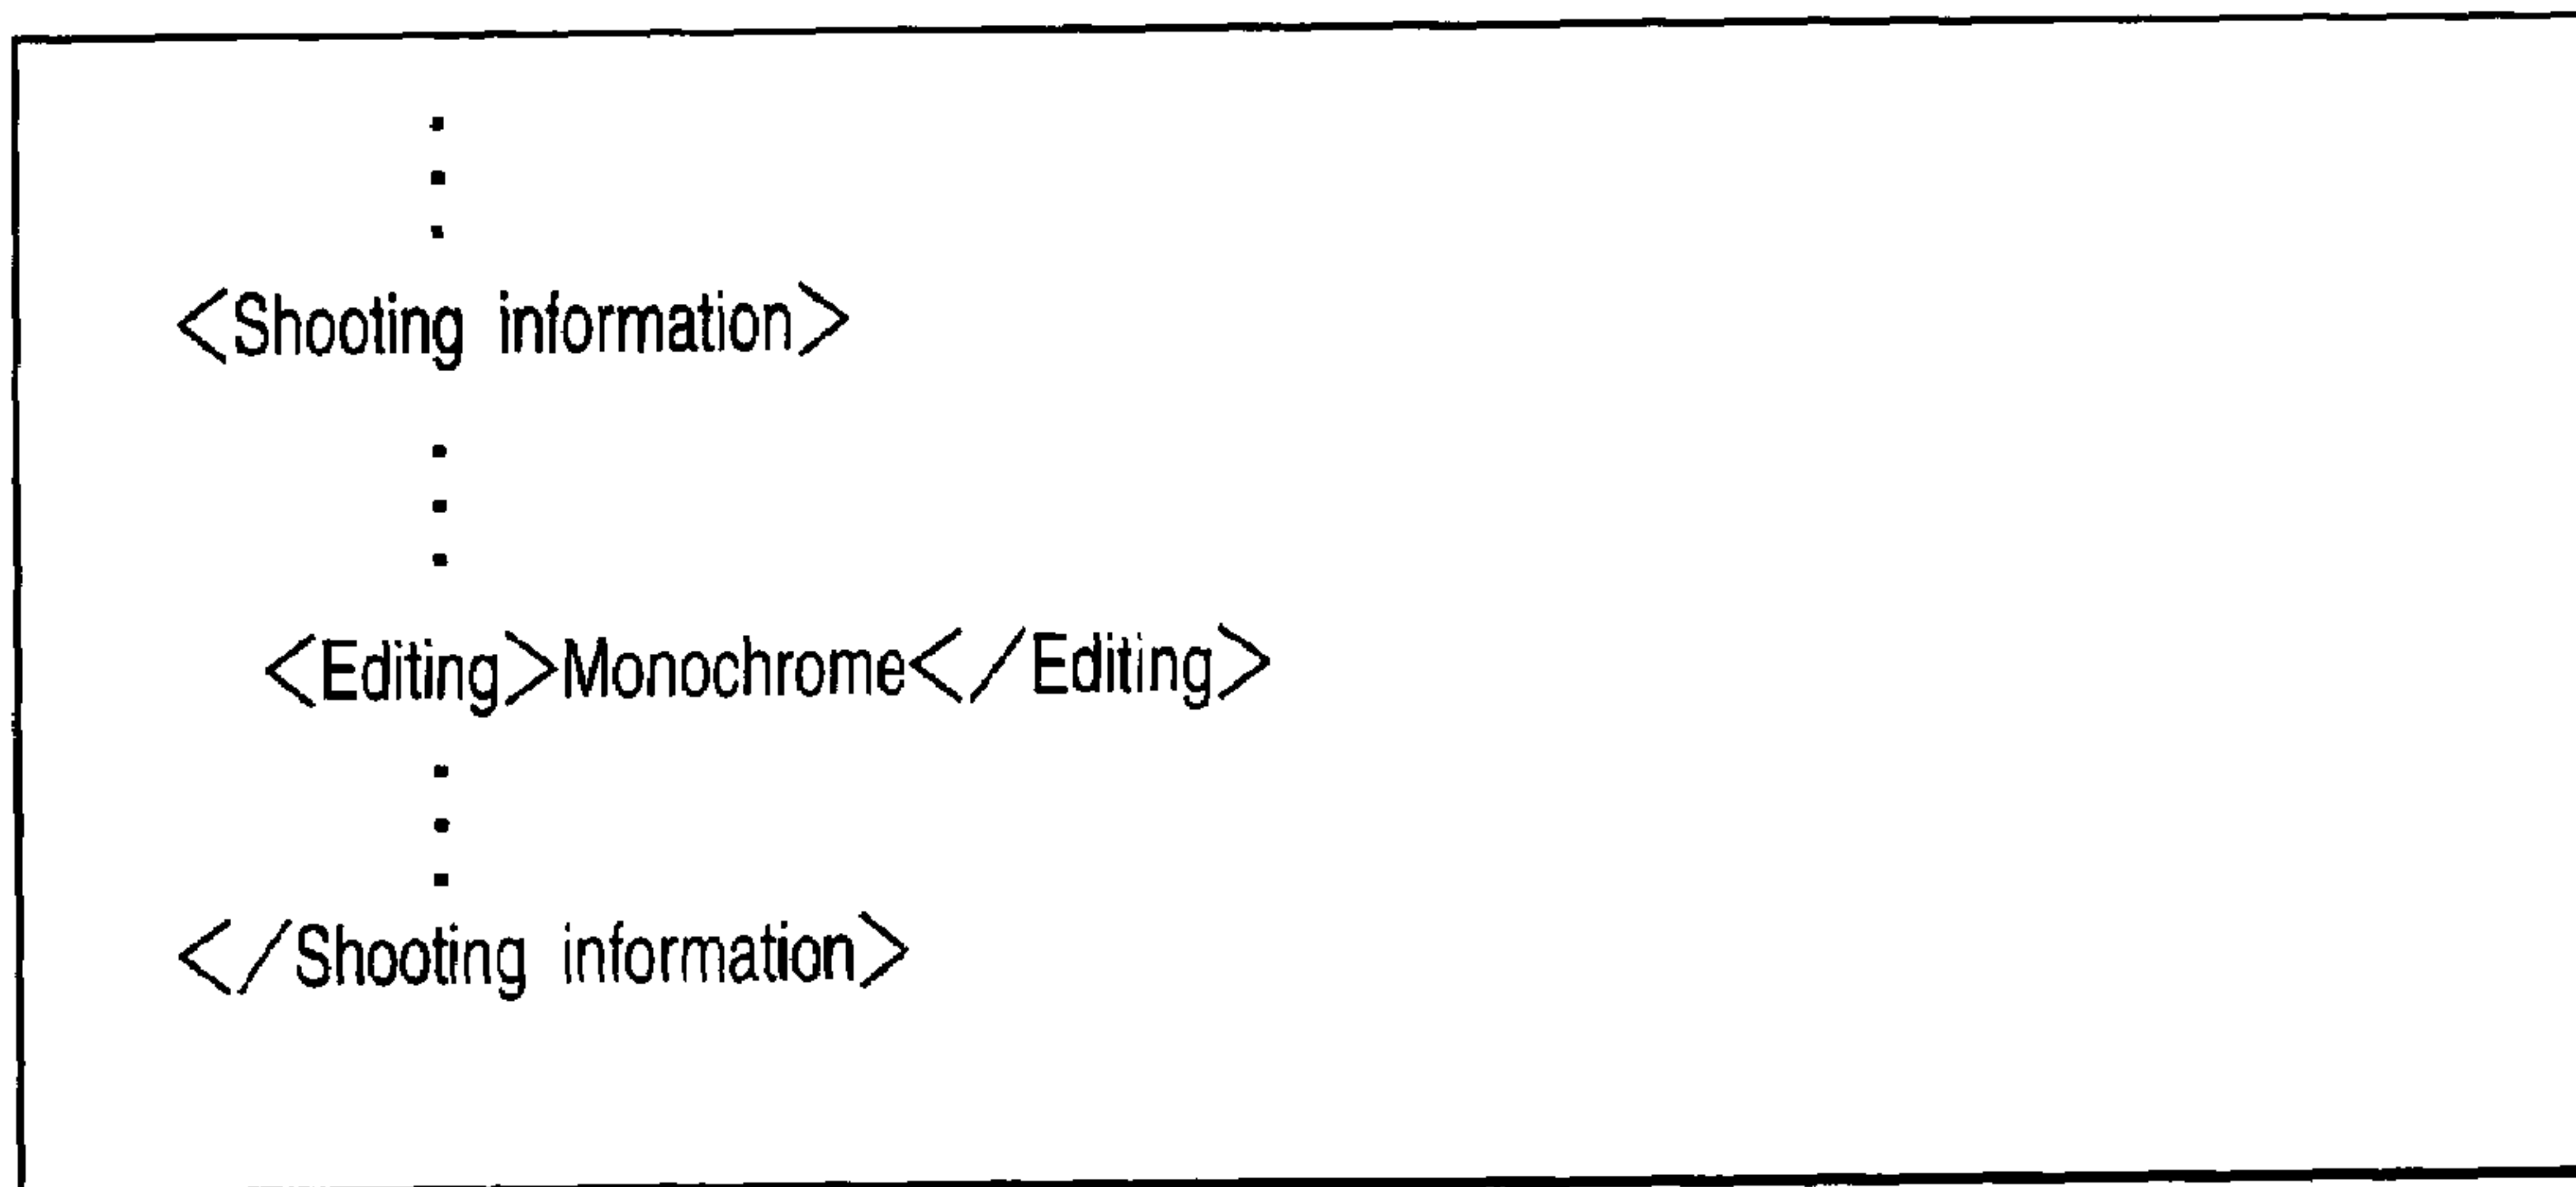 <Shooting information>
<Editing>Monochrome</Editing>
</Shooting information>